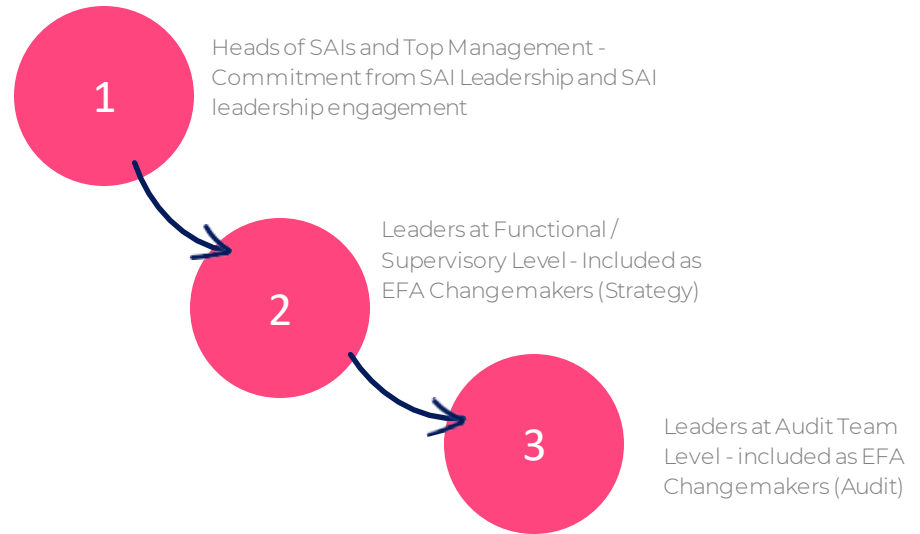 1
Heads of SAIs and Top Management -
Commitment from SAI Leadership and SAI
leadership engagement
2
Leaders at Functional /
Supervisory Level - Included as
EFA Changemakers (Strategy)
3
Leaders at Audit Team
Level - included as EFA
Changemakers (Audit)